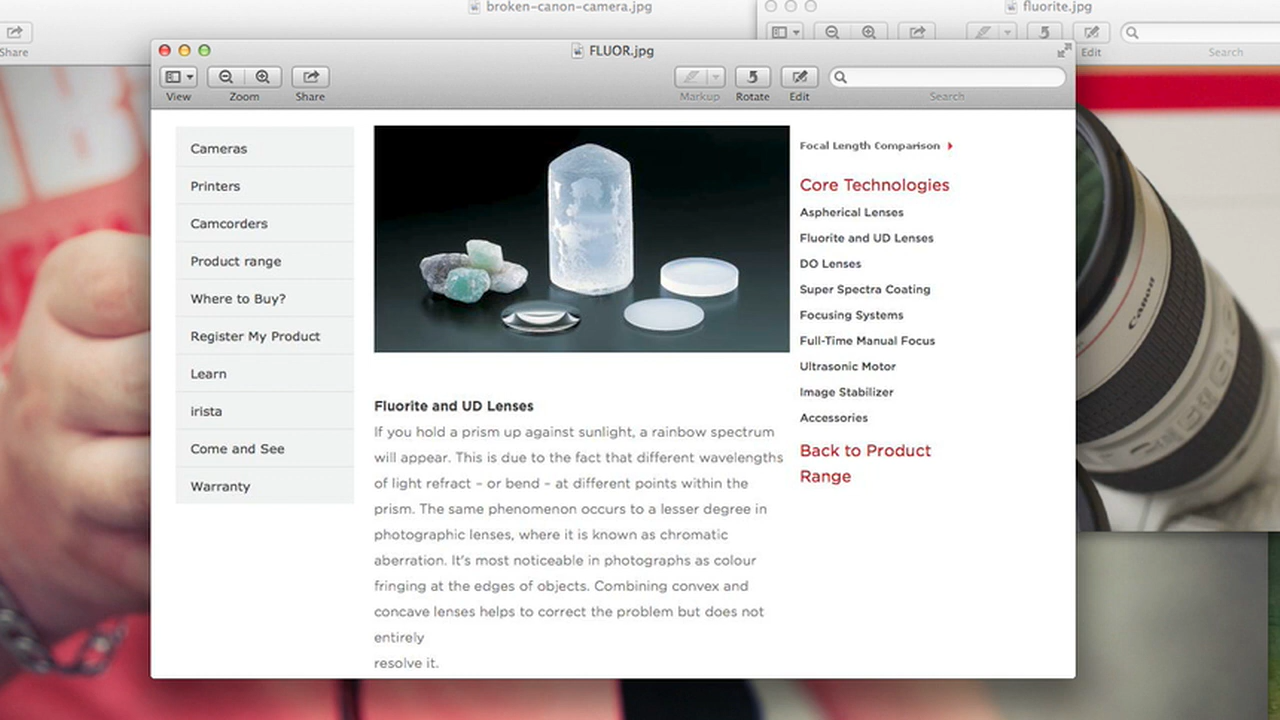 broken-canon-camera.jpg
fluorite.jpg
Share
Edit
Search
FLUOR.jpg
View
Zoom
Share
Markup
Rotate
Edit
Search
Cameras
Printers
Camcorders
Product range
Where to Buy?
Register My Product
Learn
irista
Come and See
Warranty
Fluorite and UD Lenses
If you hold a prism up against sunlight, a rainbow spectrum
will appear. This is due to the fact that different wavelengths
of light refract – or bend – at different points within the
prism. The same phenomenon occurs to a lesser degree in
photographic lenses, where it is known as chromatic
aberration. It's most noticeable in photographs as colour
fringing at the edges of objects. Combining convex and
concave lenses helps to correct the problem but does not
entirely
resolve it.
Focal Length Comparison
Core Technologies
Aspherical Lenses
Fluorite and UD Lenses
DO Lenses
Super Spectra Coating
Focusing Systems
Full-Time Manual Focus
Ultrasonic Motor
Image Stabilizer
Accessories
Back to Product
Range
Canon